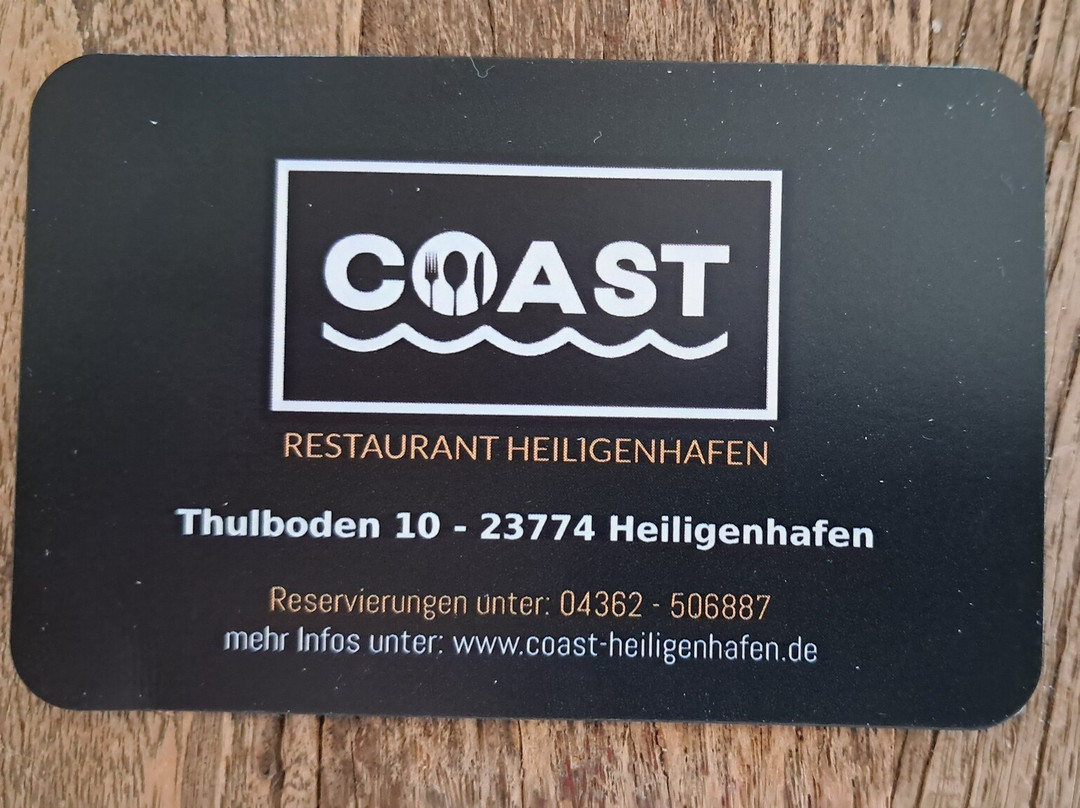 COAST
RESTAURANT HEILIGENHAFEN
Thulboden 10 - 23774 Heiligenhafen
Reservierungen unter: 04362 - 506887
mehr Infos unter: www.coast-heiligenhafen.de